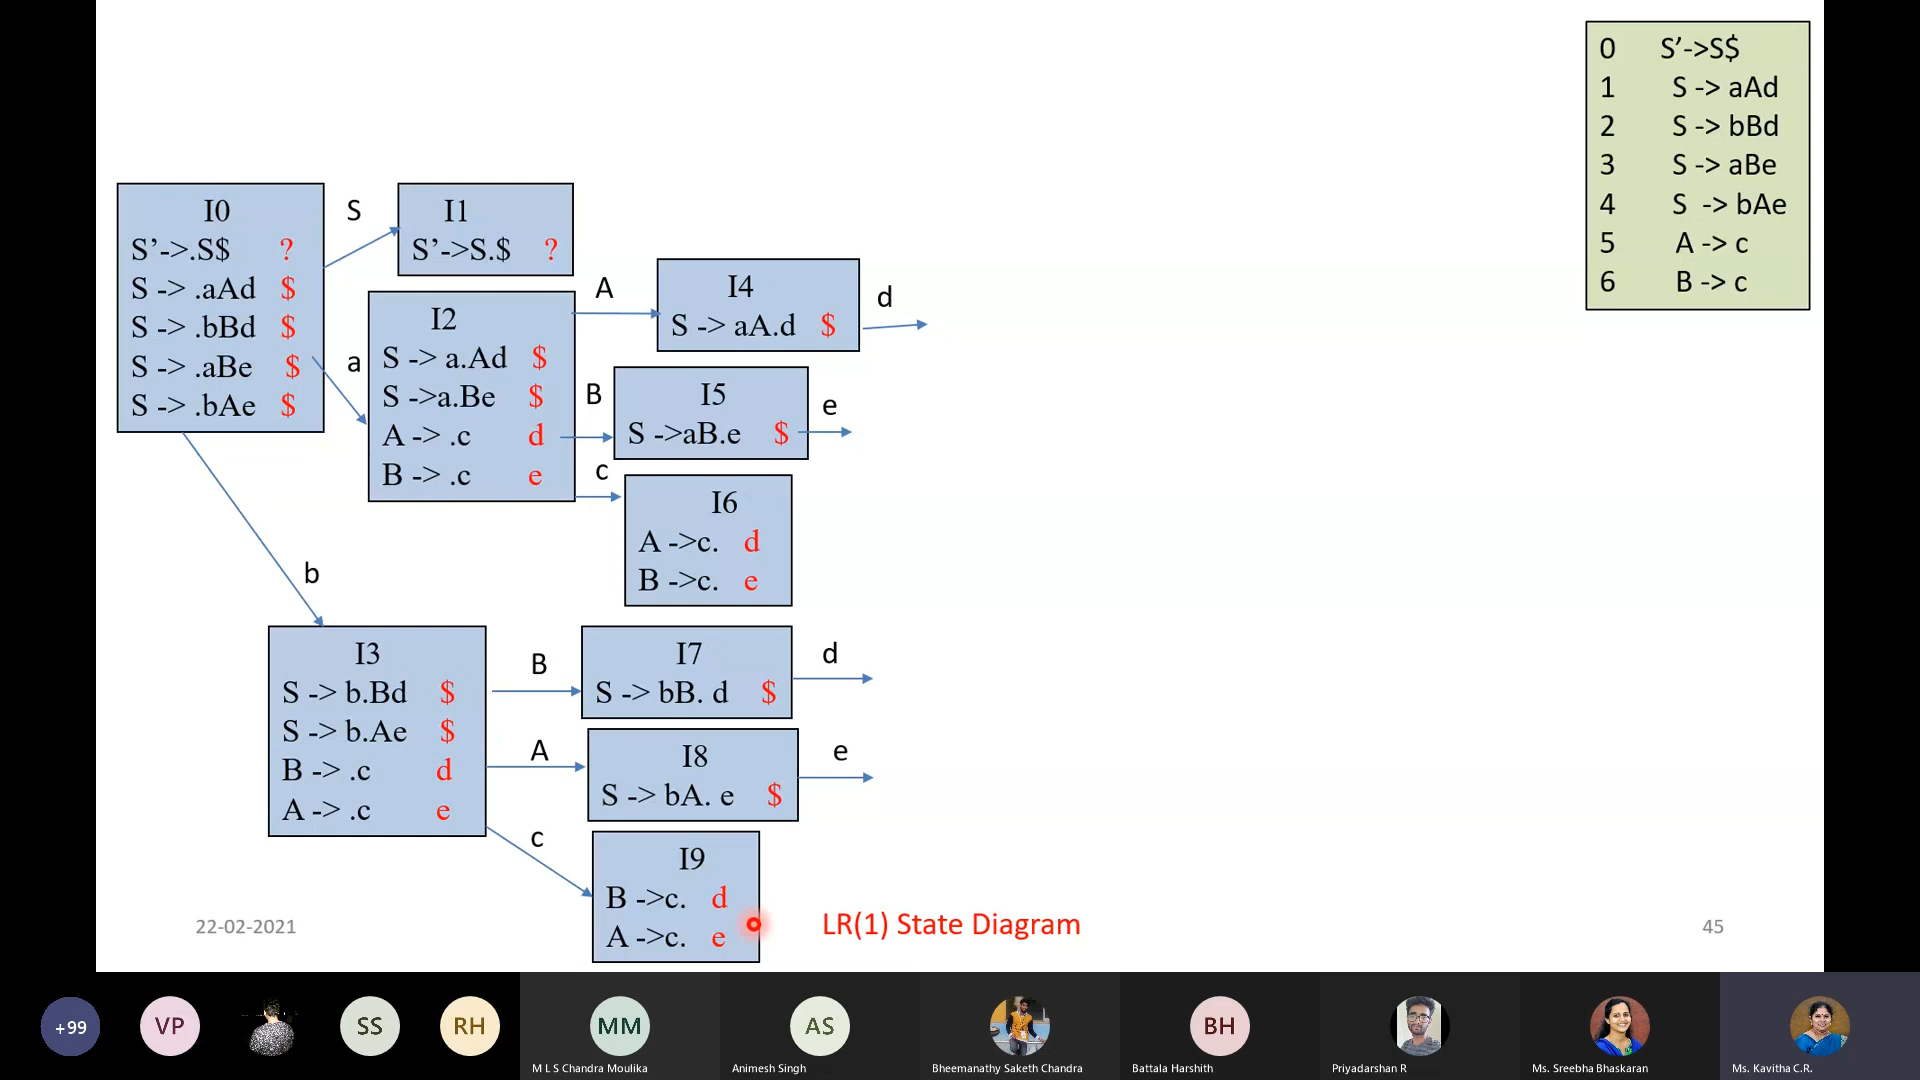 0 S’->S$
1 S -> aAd
2 S -> bBd
3 S -> aBe
4 S -> bAe
5 A -> c
6 B -> c
I0
S’->.S$ ?
S -> .aAd $
S -> .bBd $
S -> .aBe $
S -> .bAe $
S
I1
S’->S.$ ?
a
I2
S -> a.Ad $
S ->a.Be $
A -> .c d
B -> .c e
A
I4
S -> aA.d $
d
B
I5
S ->aB.e $
e
c
I6
A ->c. d
B ->c. e
b
I3
S -> b.Bd $
S -> b.Ae $
B -> .c d
A -> .c e
B
I7
S -> bB. d $
d
A
I8
S -> bA. e $
e
c
I9
B ->c. d
A ->c. e
22-02-2021
LR(1) State Diagram
45
+99
VP
SS
RH
MM
M L S Chandra Moulika
AS
Animesh Singh
Bheemanathy Saketh Chandra
BH
Battala Harshith
Priyadarshan R
Ms. Sreebha Bhaskaran
Ms. Kavitha C.R.